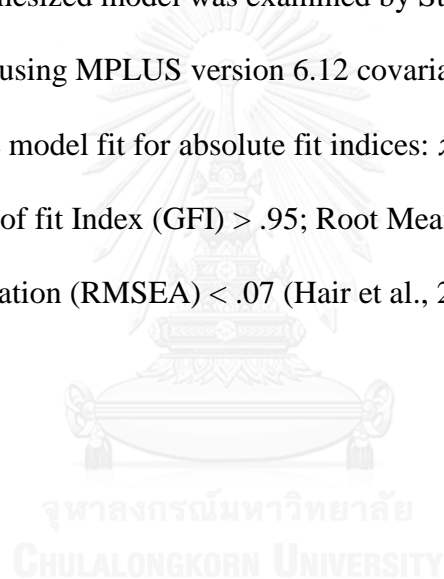 nesized model was examined by St
using MPLUS version 6.12 covaria
model fit for absolute fit indices:
of fit Index (GFI) > .95; Root Mea
ation (RMSEA) < .07 (Hair et al., 2
จุฬาลงกรณ์มหาวิทยาลัย
CHULALONGKORN UNIVERSITY